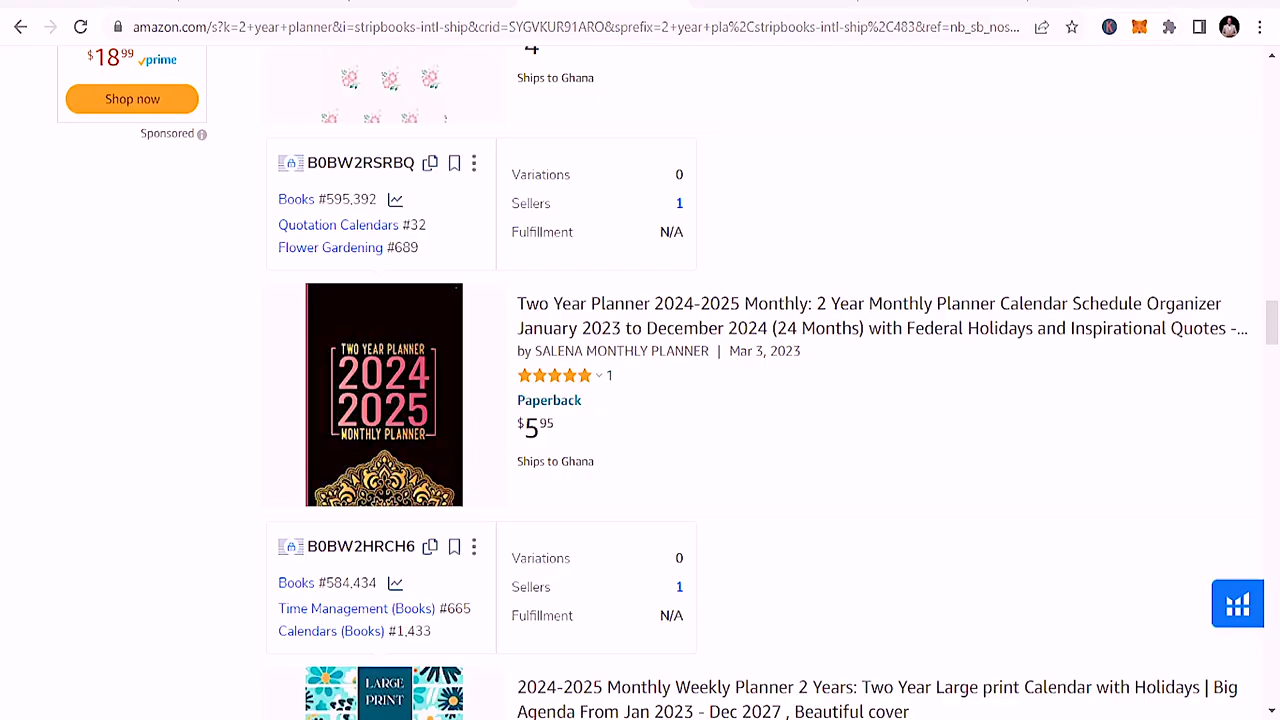 amazon.com/s?k=2+year+planner&i=stripbooks-intl-ship&crid=SYGVKUR91ARO&sprefix=2+year+pla%2Cstripbooks-intl-ship%2C483&ref=nb_sb_nos...
$18 99 prime
Shop now
Sponsored
4
Ships to Ghana
B0BW2RSRBQ
Books #595,392
Quotation Calendars #32
Flower Gardening #689
Variations 0
Sellers 1
Fulfillment N/A
TWO YEAR PLANNER
2024
2025
MONTHLY PLANNER
Two Year Planner 2024-2025 Monthly: 2 Year Monthly Planner Calendar Schedule Organizer
January 2023 to December 2024 (24 Months) with Federal Holidays and Inspirational Quotes -...
by SALENA MONTHLY PLANNER | Mar 3, 2023
1
Paperback
$5 95
Ships to Ghana
B0BW2HRCH6
Books #584,434
Time Management (Books) #665
Calendars (Books) #1,433
Variations 0
Sellers 1
Fulfillment N/A
LARGE
PRINT
2024-2025 Monthly Weekly Planner 2 Years: Two Year Large print Calendar with Holidays | Big
Agenda From Jan 2023 - Dec 2027 , Beautiful cover